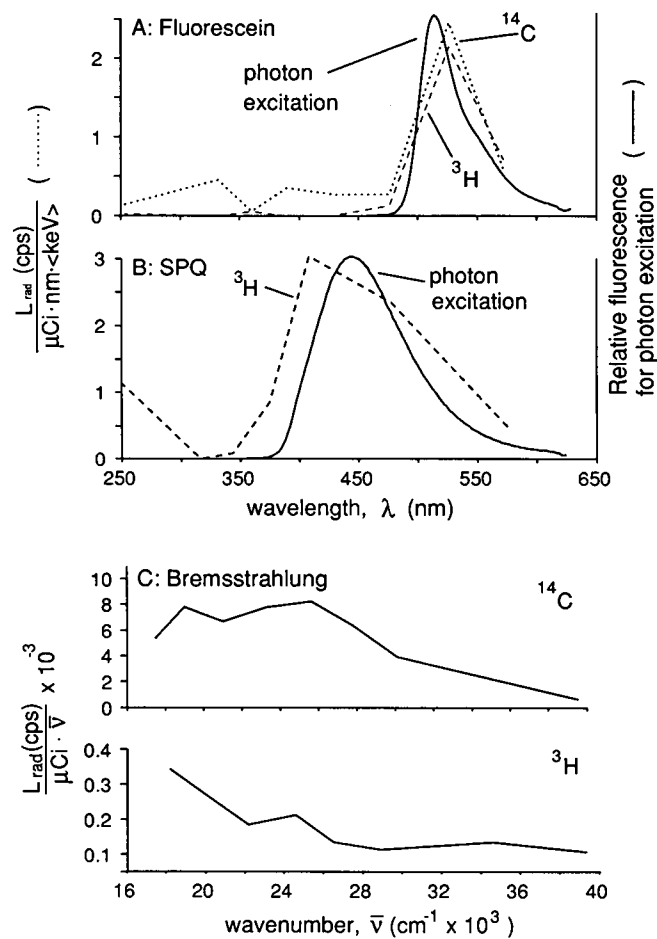 A: Fluorescein
14C
photon
excitation
3H
2
1
0
L rad (cps)
μCi · nm · <keV>
( ........ )
Relative fluorescence
for photon excitation
( —— )
B: SPQ
3H
photon
excitation
3
2
1
0
250 350 450 550 650
wavelength, λ (nm)
C: Bremsstrahlung
14C
10
8
6
4
2
0
L rad (cps)
μCi · ν̅
x 10-3
3H
0.4
0.3
0.2
0.1
16 20 24 28 32 36 40
wavenumber, ν̅ (cm-1 x 103)